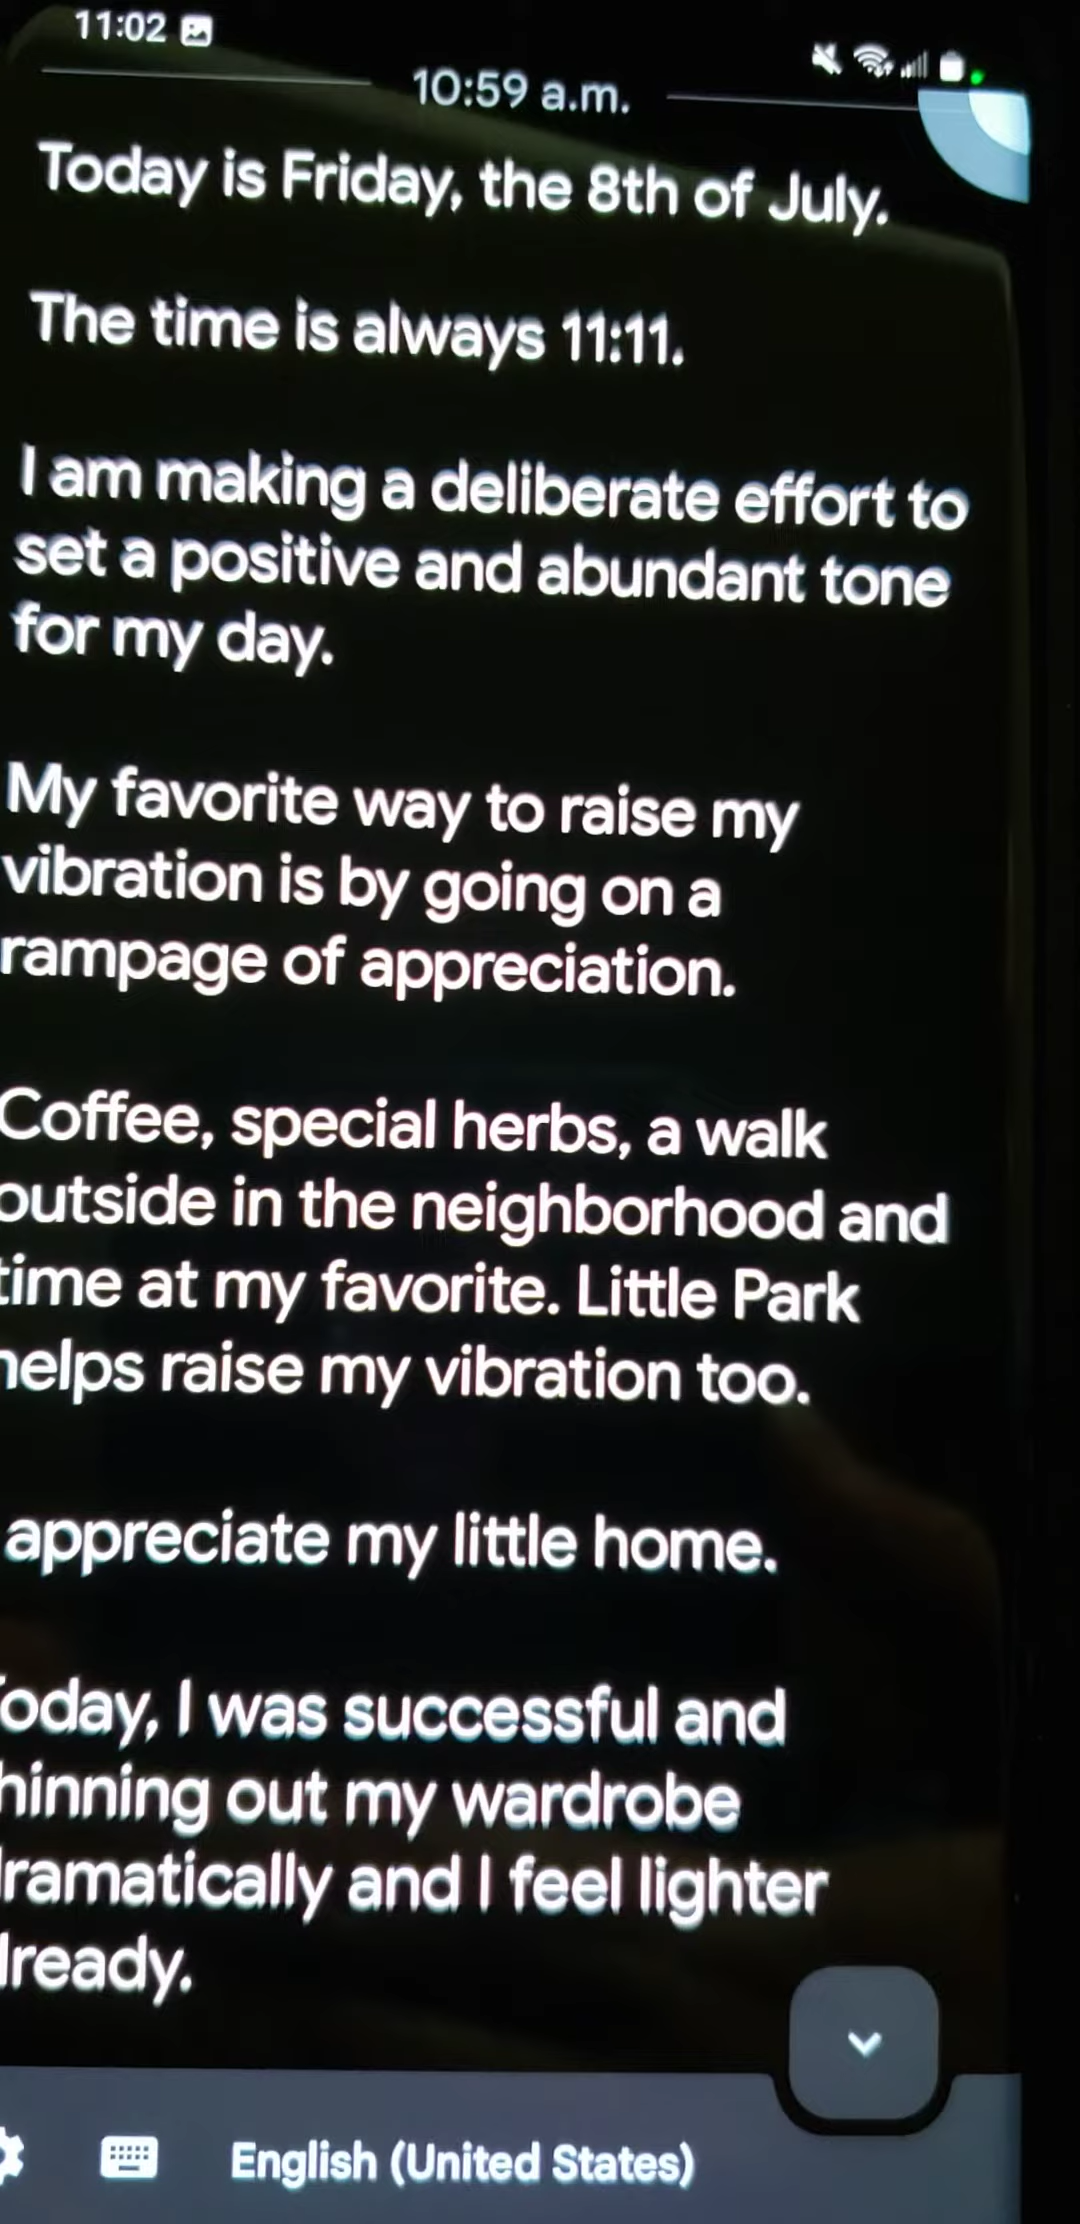 11:02
10:59 a.m.
Today is Friday, the 8th of July.
The time is always 11:11.
I am making a deliberate effort to
set a positive and abundant tone
for my day.
My favorite way to raise my
vibration is by going on a
rampage of appreciation.
Coffee, special herbs, a walk
outside in the neighborhood and
time at my favorite. Little Park
helps raise my vibration too.
appreciate my little home.
oday, I was successful and
hinning out my wardrobe
dramatically and I feel lighter
lready.
English (United States)